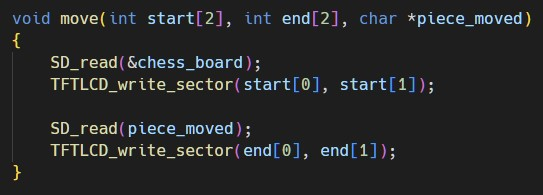 void move(int start[2], int end[2], char *piece_moved)
{
    SD_read(&chess_board);
    TFTLCD_write_sector(start[0], start[1]);

    SD_read(piece_moved);
    TFTLCD_write_sector(end[0], end[1]);
}